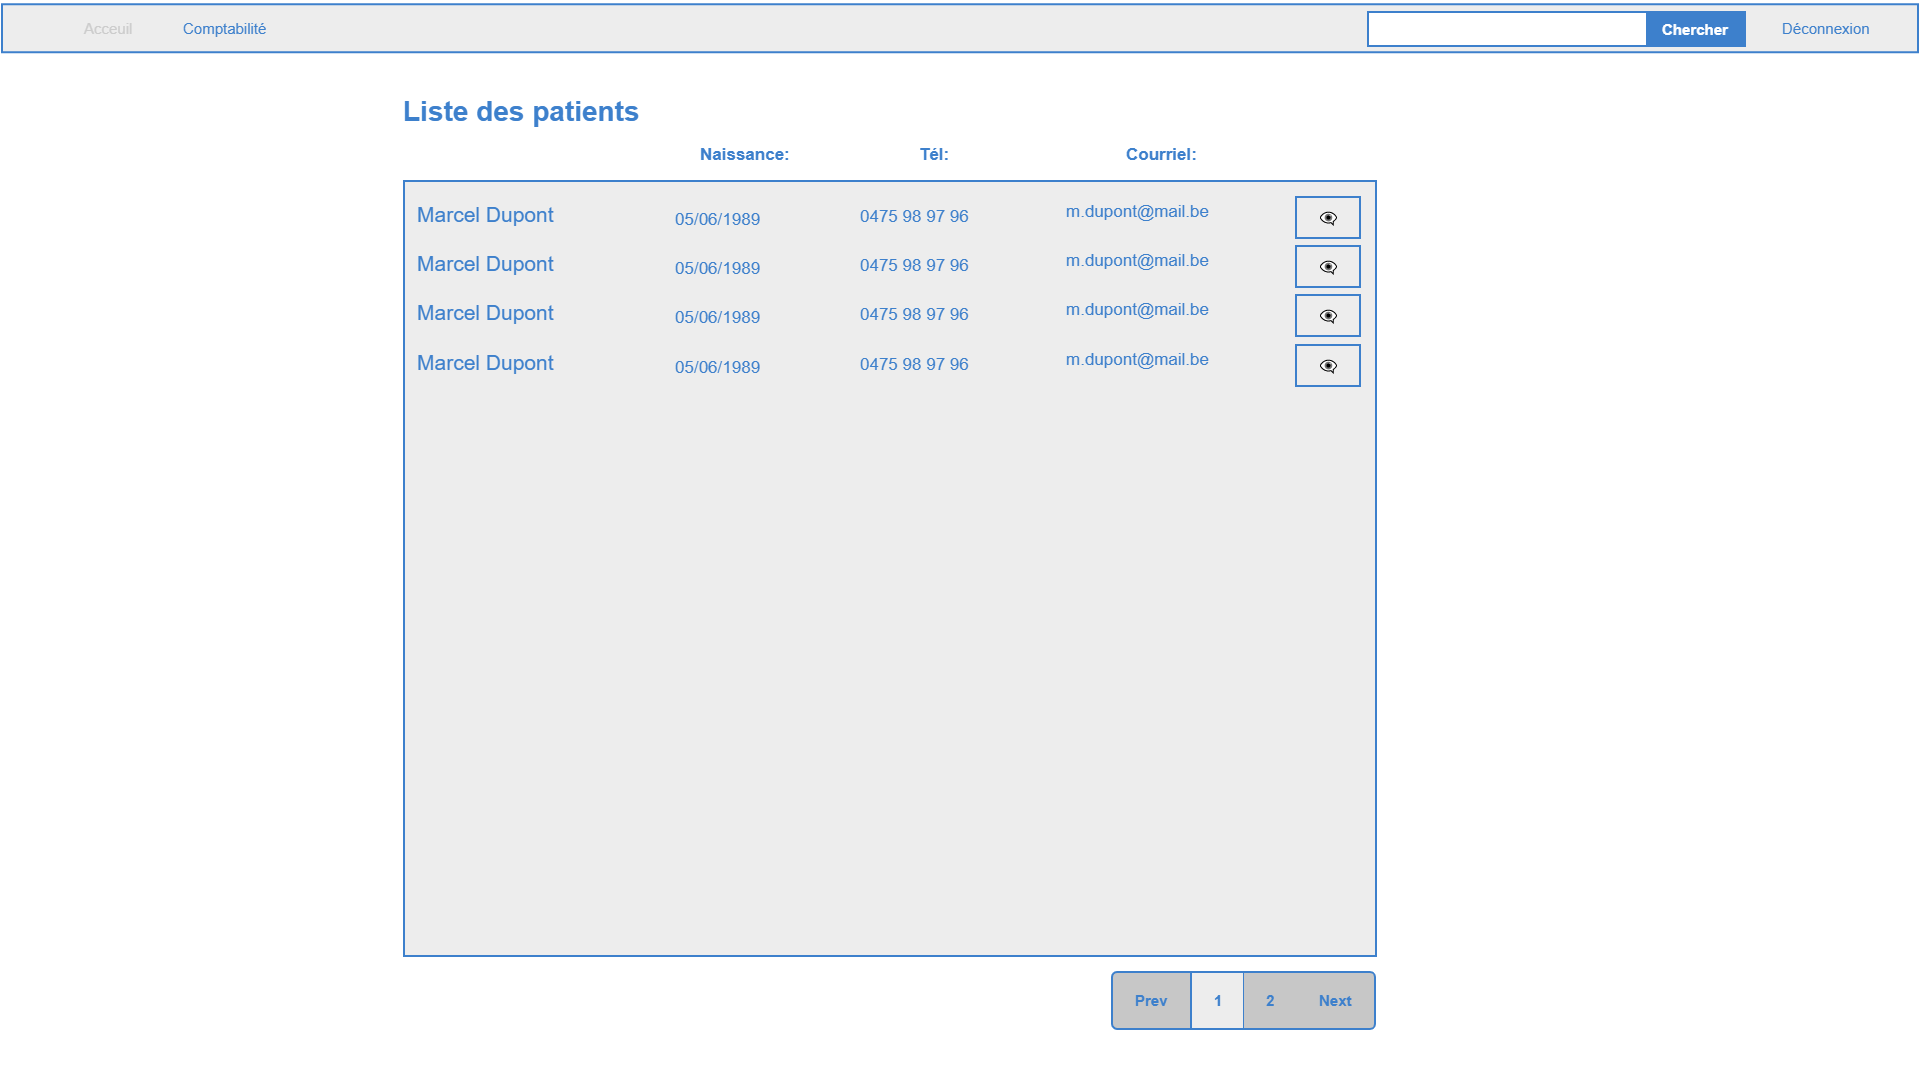 Acceuil Comptabilité Chercher Déconnexion
Liste des patients
Naissance: Tél: Courriel:
Marcel Dupont 05/06/1989 0475 98 97 96 m.dupont@mail.be
Marcel Dupont 05/06/1989 0475 98 97 96 m.dupont@mail.be
Marcel Dupont 05/06/1989 0475 98 97 96 m.dupont@mail.be
Marcel Dupont 05/06/1989 0475 98 97 96 m.dupont@mail.be
Prev 1 2 Next